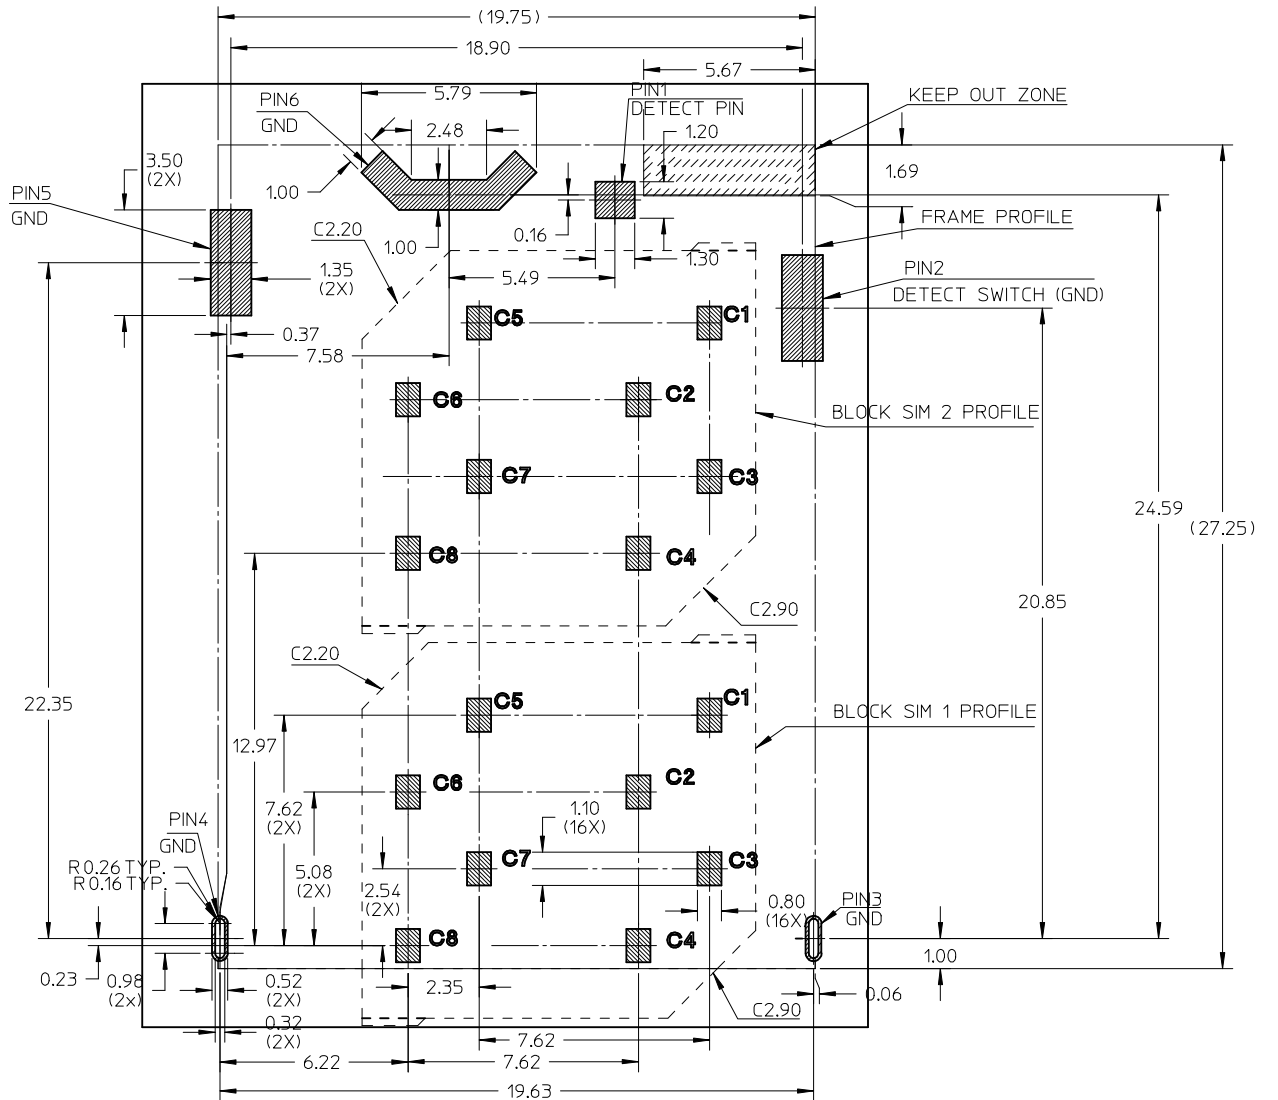 (19.75)
18.90
5.67
5.79
PIN1
DETECT PIN
KEEP OUT ZONE
PIN6
GND
2.48
1.20
3.50
(2X)
1.69
1.00
PIN5
GND
FRAME PROFILE
C2.20
0.16
1.00
1.30
PIN2
DETECT SWITCH (GND)
1.35
(2X)
5.49
C5
C1
0.37
7.58
C6
C2
BLOCK SIM 2 PROFILE
C7
C3
24.59
(27.25)
C8
C4
20.85
C2.90
C2.20
22.35
C5
C1
BLOCK SIM 1 PROFILE
12.97
C6
C2
7.62
(2X)
1.10
(16X)
PIN4
GND
C7
C3
R0.26 TYP.
R0.16 TYP.
5.08
(2X)
2.54
(2X)
0.80
(16X)
PIN3
GND
C8
C4
1.00
0.23
0.98
(2x)
0.52
(2X)
2.35
0.06
C2.90
0.32
(2X)
7.62
6.22
7.62
19.63